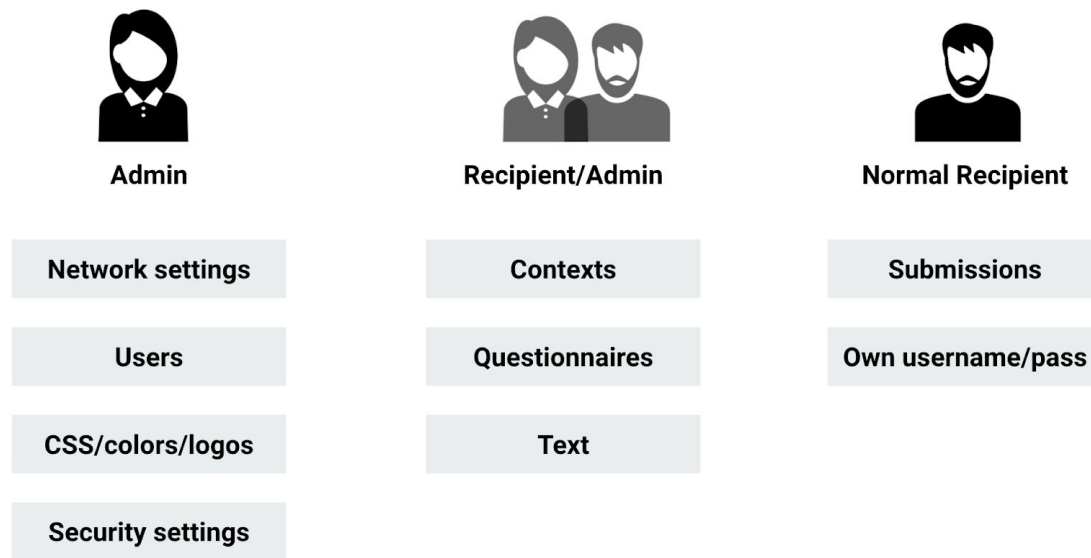 Admin
Recipient/Admin
Normal Recipient
Network settings
Contexts
Submissions
Users
Questionnaires
Own username/pass
CSS/colors/logos
Text
Security settings